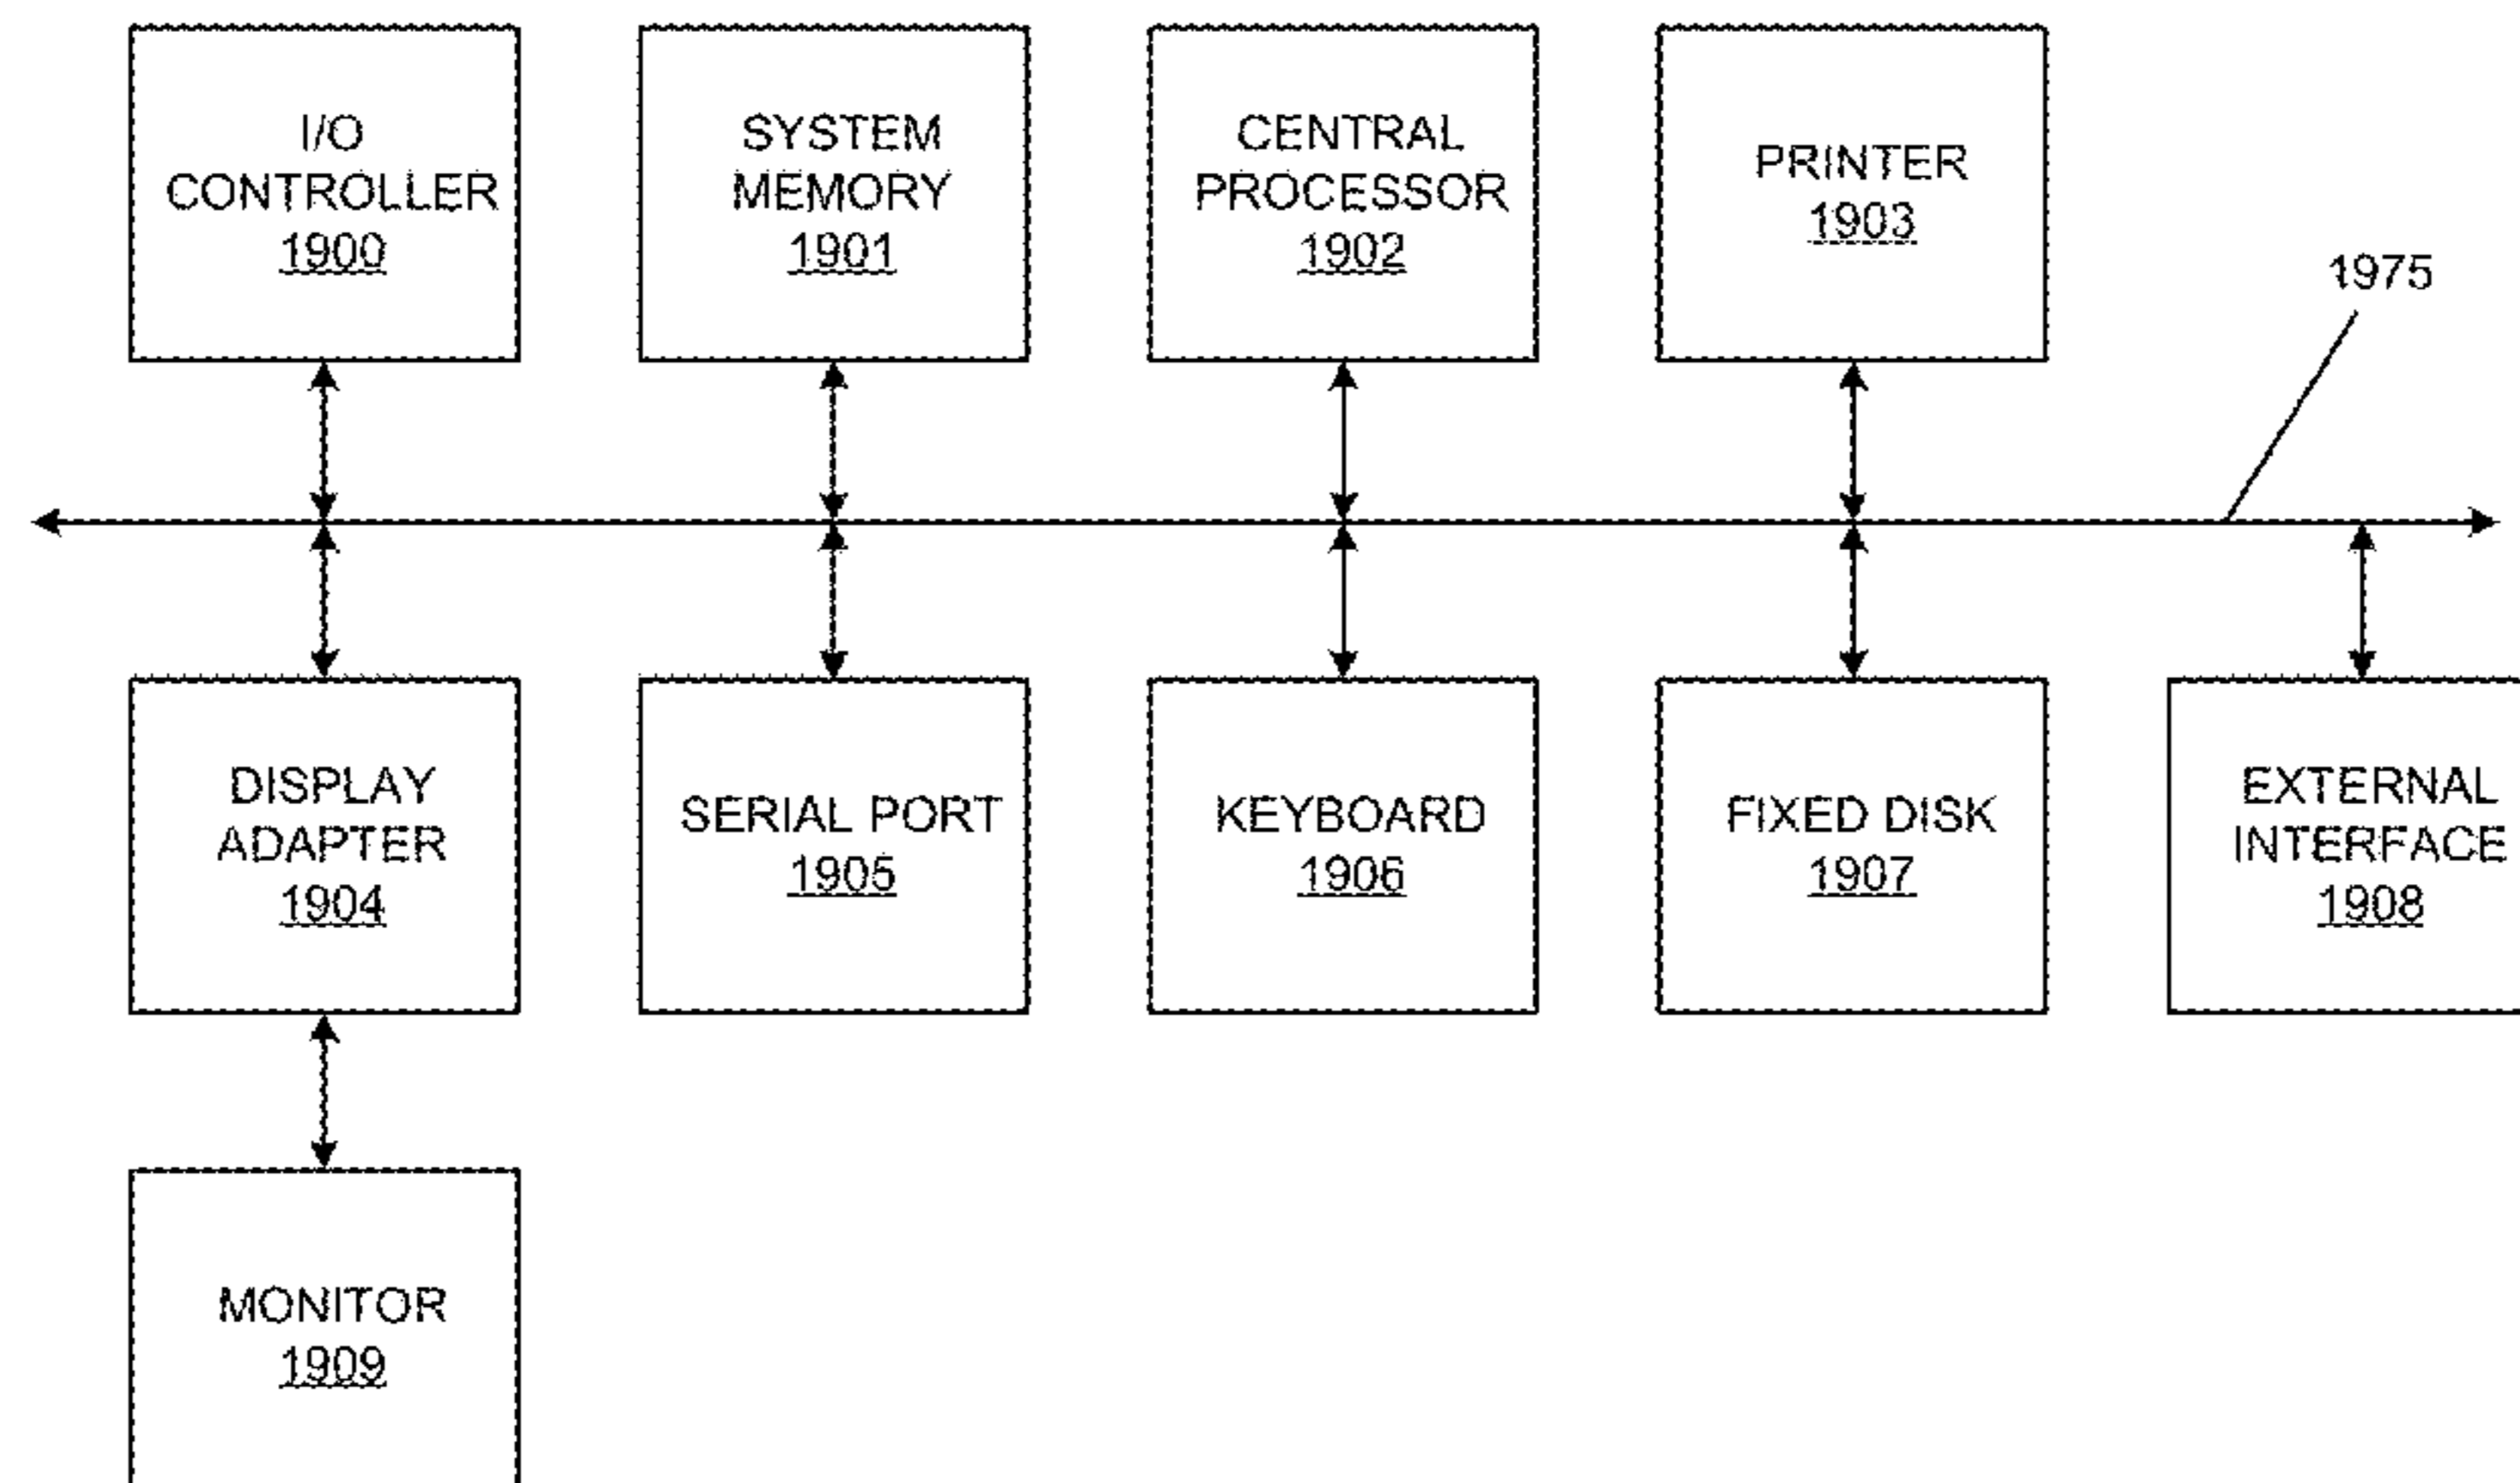 I/O
CONTROLLER
1900
SYSTEM
MEMORY
1901
CENTRAL
PROCESSOR
1902
PRINTER
1903
1975
DISPLAY
ADAPTER
1904
SERIAL PORT
1905
KEYBOARD
1906
FIXED DISK
1907
EXTERNAL
INTERFACE
1908
MONITOR
1909